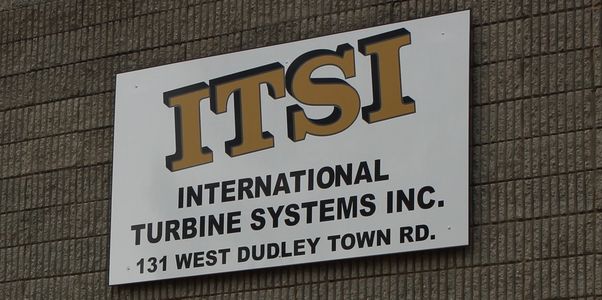 ITSI
INTERNATIONAL
TURBINE SYSTEMS INC.
131 WEST DUDLEY TOWN RD.